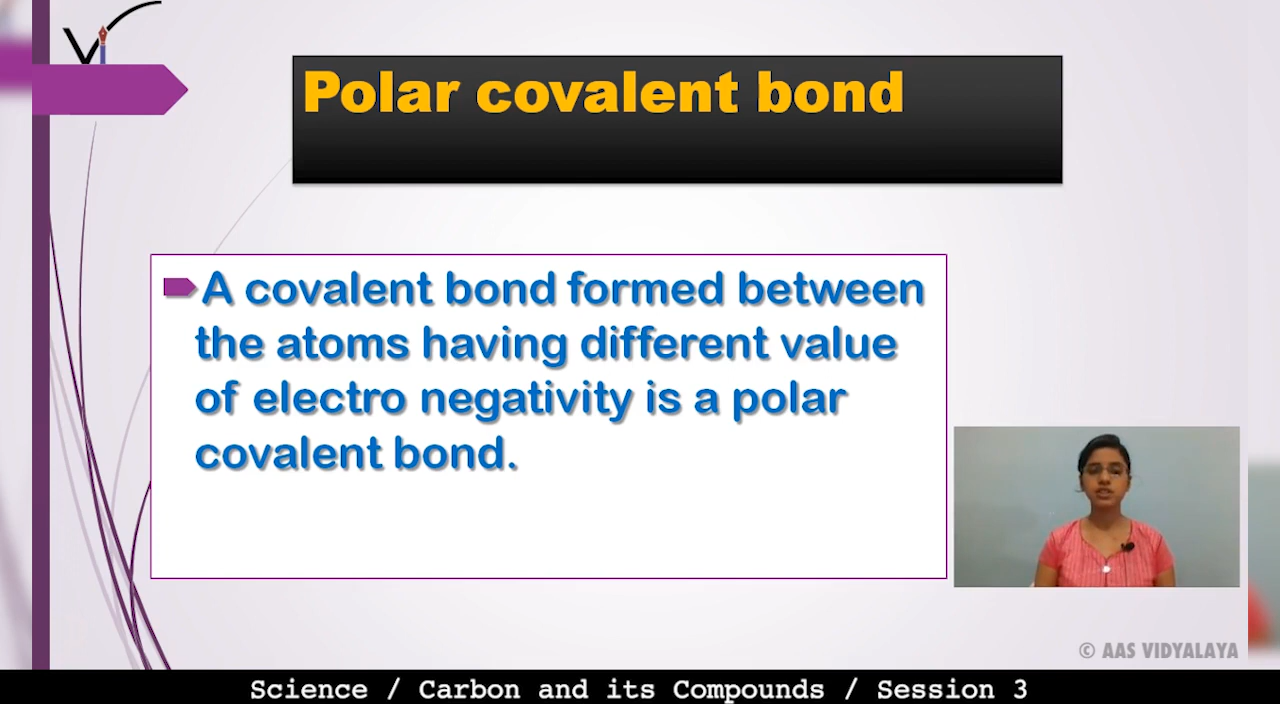 Polar covalent bond
A covalent bond formed between
the atoms having different value
of electro negativity is a polar
covalent bond.
© AAS VIDYALAYA
Science / Carbon and its Compounds / Session 3